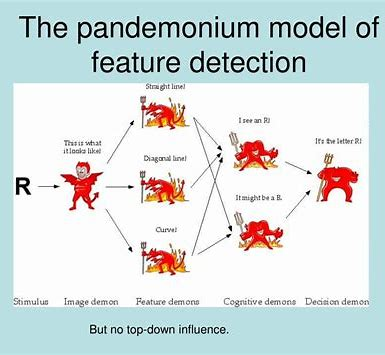 The pandemonium model of
feature detection
Straight line!
I see an R!
This is what
it looks like!
It's the letter R!
Diagonal line!
R
It might be a B.
Curve!
Stimulus Image demon Feature demons Cognitive demons Decision demon
But no top-down influence.